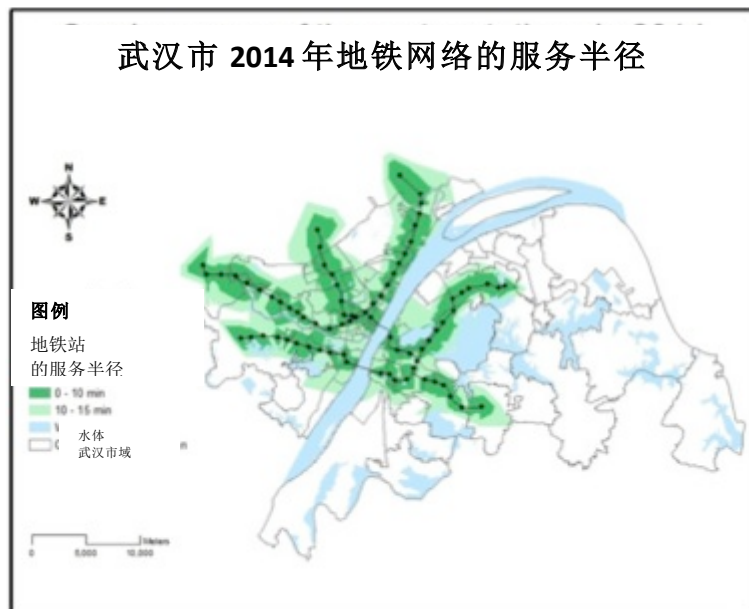 武汉市 2014 年地铁网络的服务半径
N
W E
S
图例
地铁站
的服务半径
0 - 10 min
10 - 15 min
水体
武汉市域
Meters
0 5,000 10,000